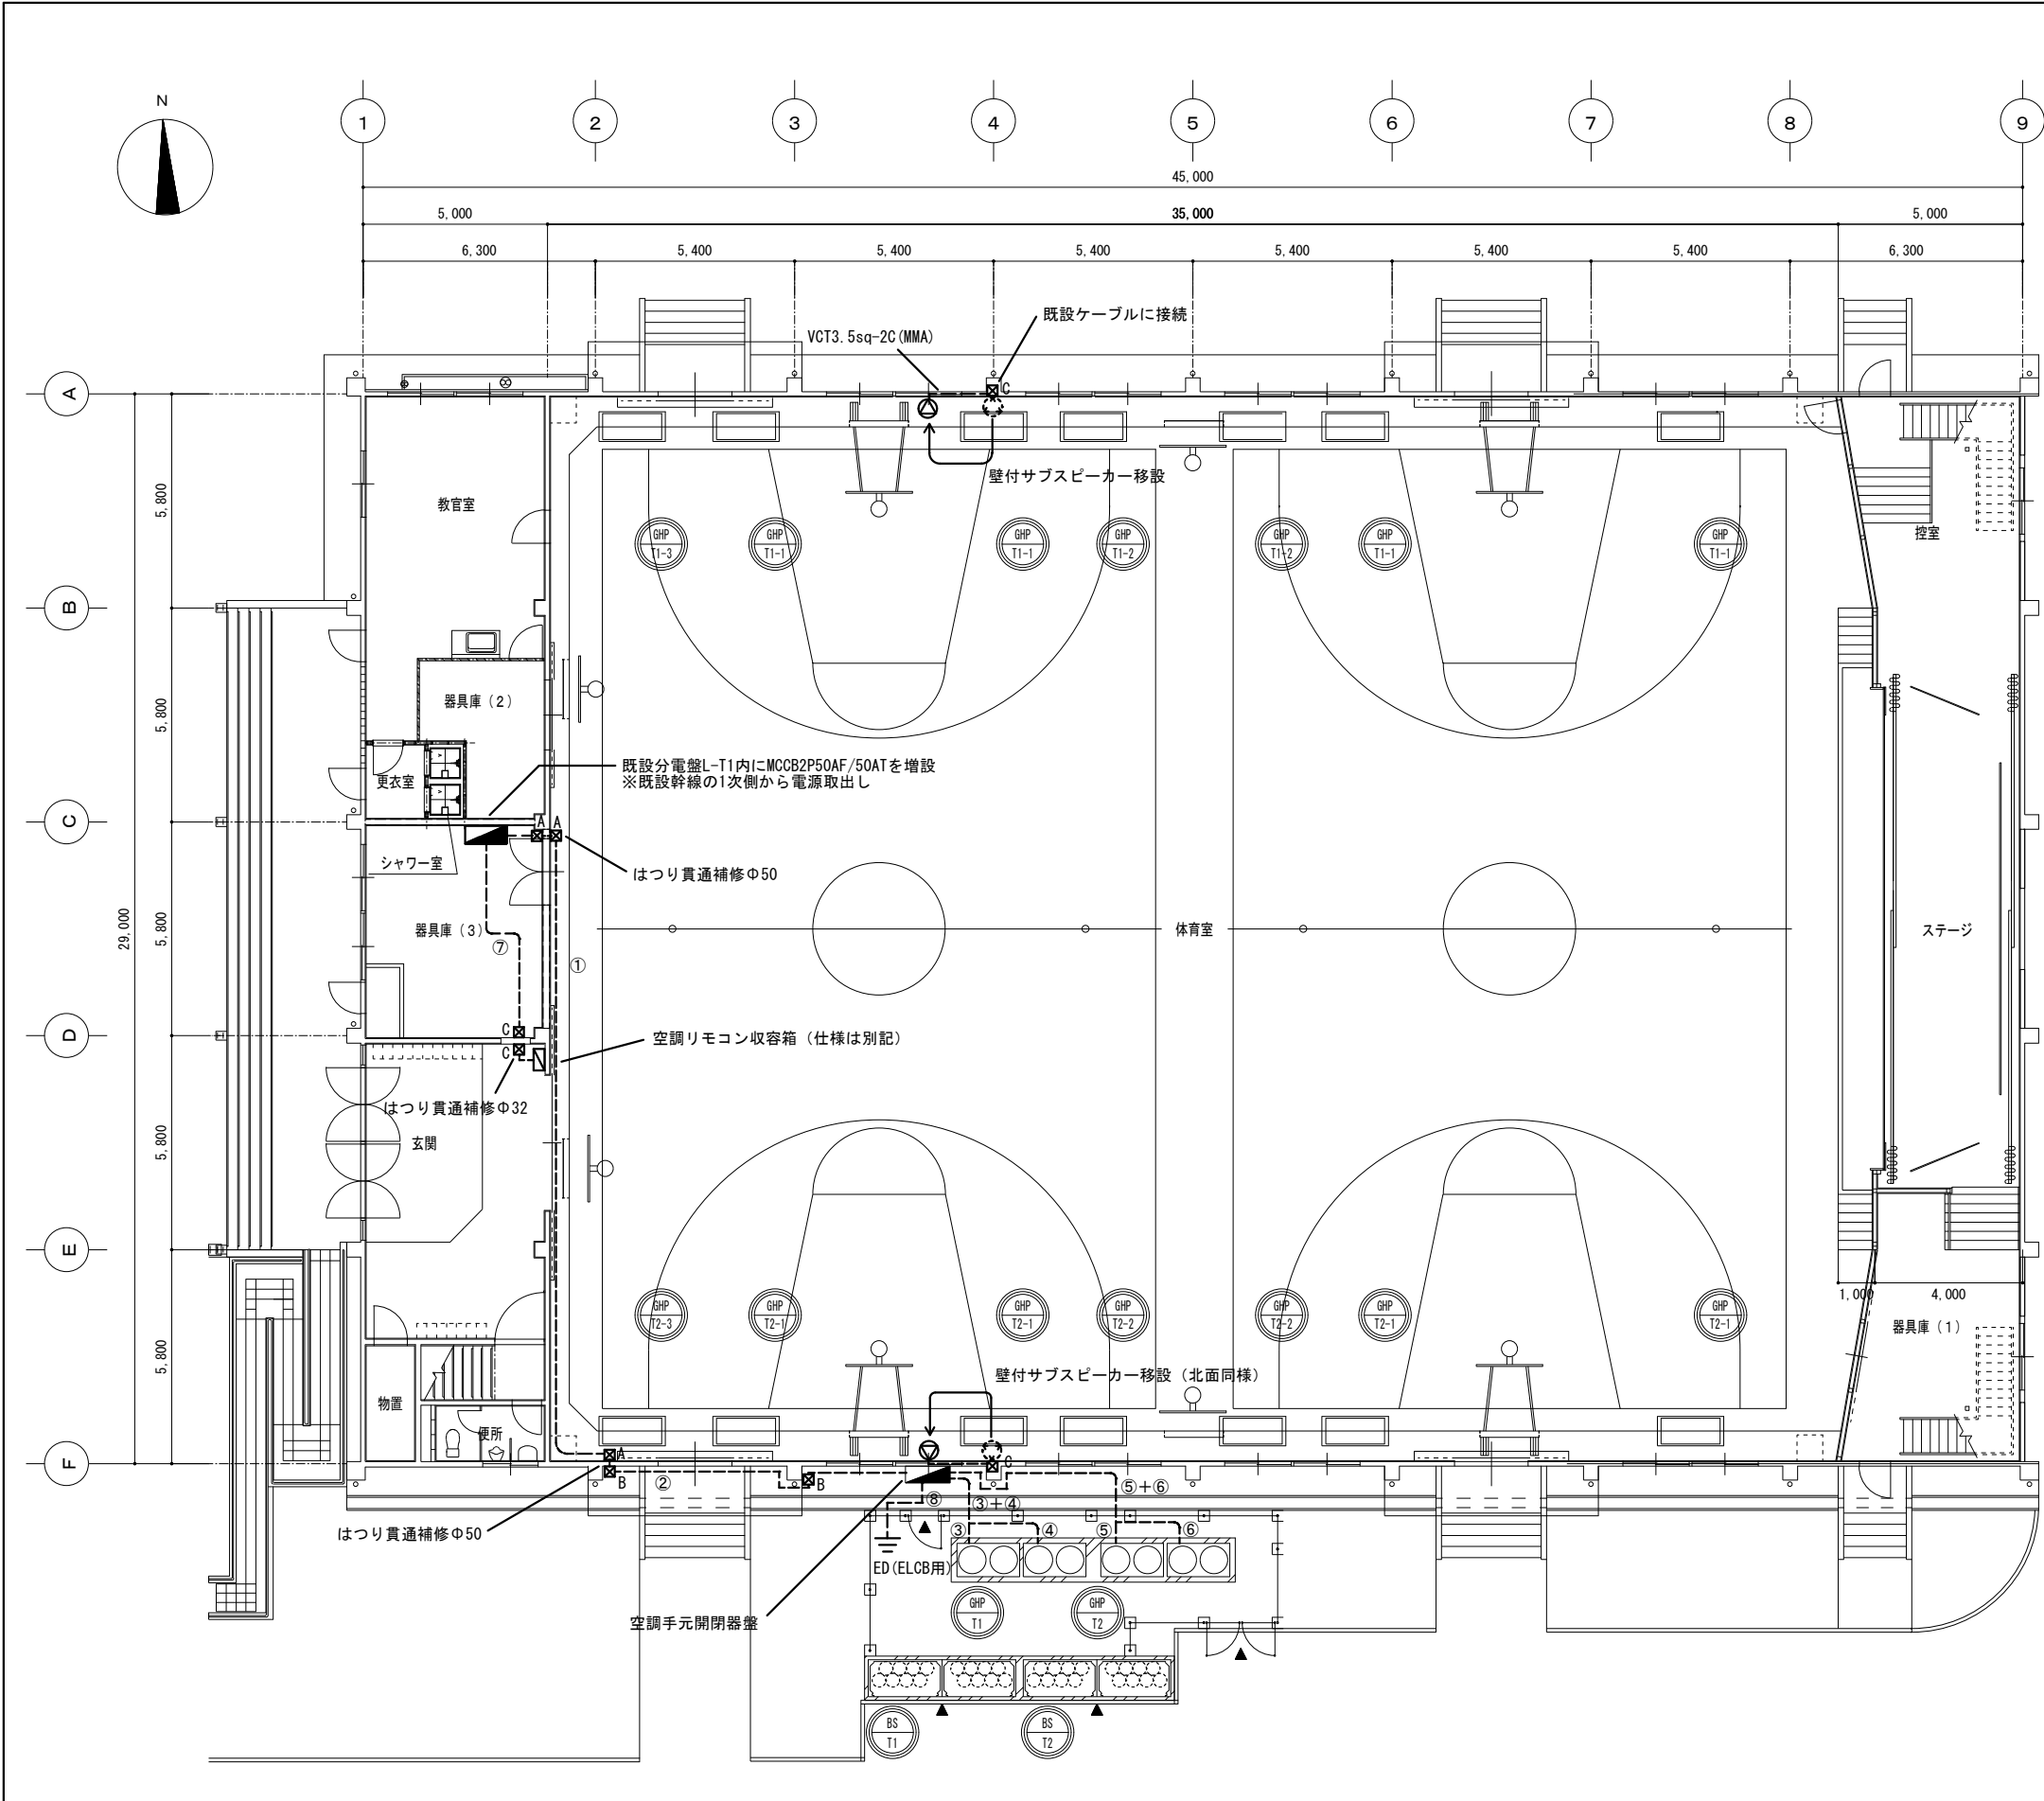 N
1
2
3
4
5
6
7
8
9
45,000
5,000
35,000
5,000
6,300
5,400
5,400
5,400
5,400
5,400
5,400
6,300
既設ケーブルに接続
VCT3.5sq-2C(MMA)
A
C
壁付サブスピーカー移設
5,800
教官室
控室
GHP
T1-3
GHP
T1-1
GHP
T1-1
GHP
T1-2
GHP
T1-2
GHP
T1-1
GHP
T1-1
B
器具庫(2)
5,800
更衣室
既設分電盤L-T1内にMCCB2P50AF/50ATを増設
※既設幹線の1次側から電源取出し
C
A
A
シャワー室
はつり貫通補修Φ50
29,000
5,800
器具庫(3)
⑦
①
体育室
ステージ
D
C
C
空調リモコン収容箱(仕様は別記)
はつり貫通補修Φ32
5,800
玄関
E
1,000
4,000
GHP
T2-3
GHP
T2-1
GHP
T2-1
GHP
T2-2
GHP
T2-2
GHP
T2-1
GHP
T2-1
器具庫(1)
5,800
壁付サブスピーカー移設(北面同様)
物置
便所
F
A
B
②
B
C
⑧
③+④
⑤+⑥
はつり貫通補修Φ50
③
④
⑤
⑥
ED(ELCB用)
空調手元開閉器盤
GHP
T1
GHP
T2
BS
T1
BS
T2